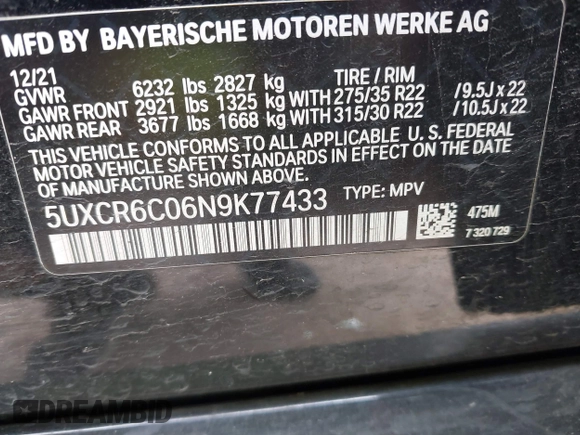 MFD BY BAYERISCHE MOTOREN WERKE AG
12/21 TIRE / RIM
GVWR 6232 lbs 2827 kg
GAWR FRONT 2921 lbs 1325 kg WITH 275/35 R22 /9.5J x 22
GAWR REAR 3677 lbs 1668 kg WITH 315/30 R22 /10.5J x 22
THIS VEHICLE CONFORMS TO ALL APPLICABLE U.S. FEDERAL
MOTOR VEHICLE SAFETY STANDARDS IN EFFECT ON THE DATE
OF MANUFACTURE SHOWN ABOVE.
5UXCR6C06N9K77433 TYPE: MPV
475M
7 320 729
DREAMBID